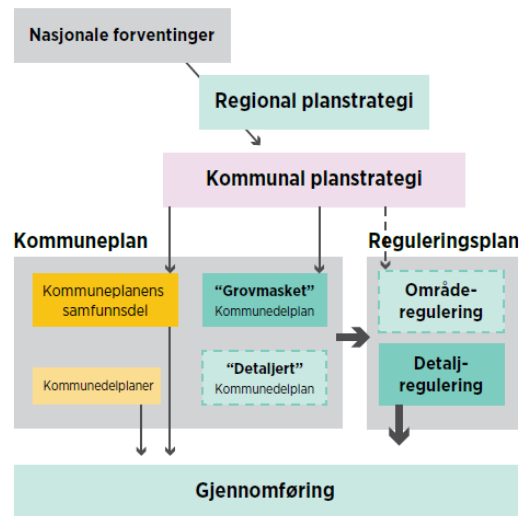 Nasjonale forventinger
Regional planstrategi
Kommunal planstrategi
Kommuneplan
Reguleringsplan
Kommuneplanens
samfunnsdel
“Grovmasket”
Kommunedelplan
Område-
regulering
Kommunedelplaner
“Detaljert”
Kommunedelplan
Detalj-
regulering
Gjennomføring